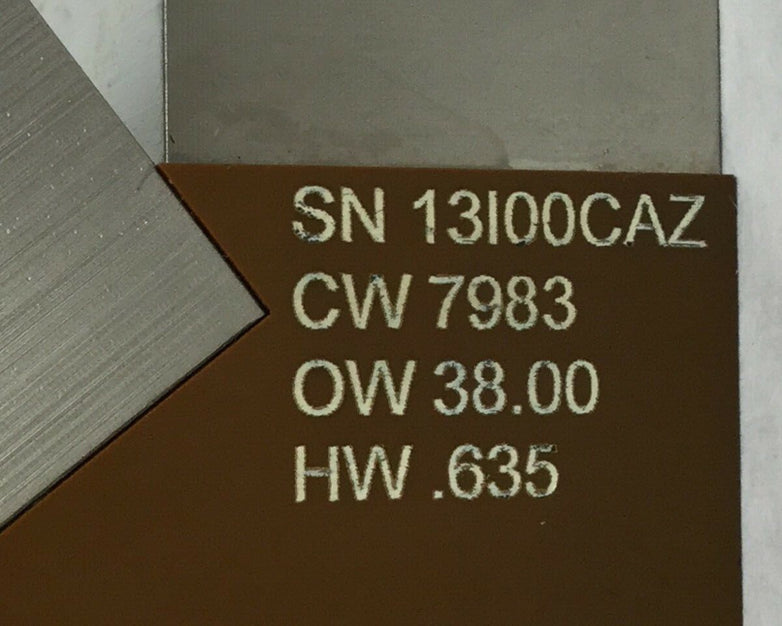 SN 13I00CAZ
CW 7983
OW 38.00
HW .635